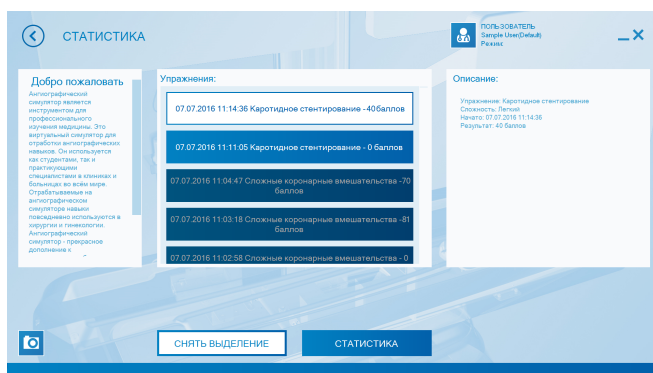 СТАТИСТИКА
ПОЛЬЗОВАТЕЛЬ
Sample User(Default)
Режим:
Добро пожаловать
Ангиографический
симулятор является
инструментом для
профессионального
изучения медицины. Это
виртуальный симулятор для
отработки ангиографических
навыков. Он используется
как студентами, так и
практикующими
специалистами в клиниках и
больницах во всём мире.
Отрабатываемые на
ангиографическом
симуляторе навыки
повседневно используются в
хирургии и гинекологии.
Ангиографический
симулятор - прекрасное
дополнение к
Упражнения:
07.07.2016 11:14:36 Каротидное стентирование -40баллов
07.07.2016 11:11:05 Каротидное стентирование - 0 баллов
07.07.2016 11:04:47 Сложные коронарные вмешательства -70
баллов
07.07.2016 11:03:18 Сложные коронарные вмешательства -81
баллов
07.07.2016 11:02:58 Сложные коронарные вмешательства - 0
Описание:
Упражнение: Каротидное стентирование
Сложность: Легкий
Начато: 07.07.2016 11:14:36
Результат: 40 баллов
СНЯТЬ ВЫДЕЛЕНИЕ
СТАТИСТИКА